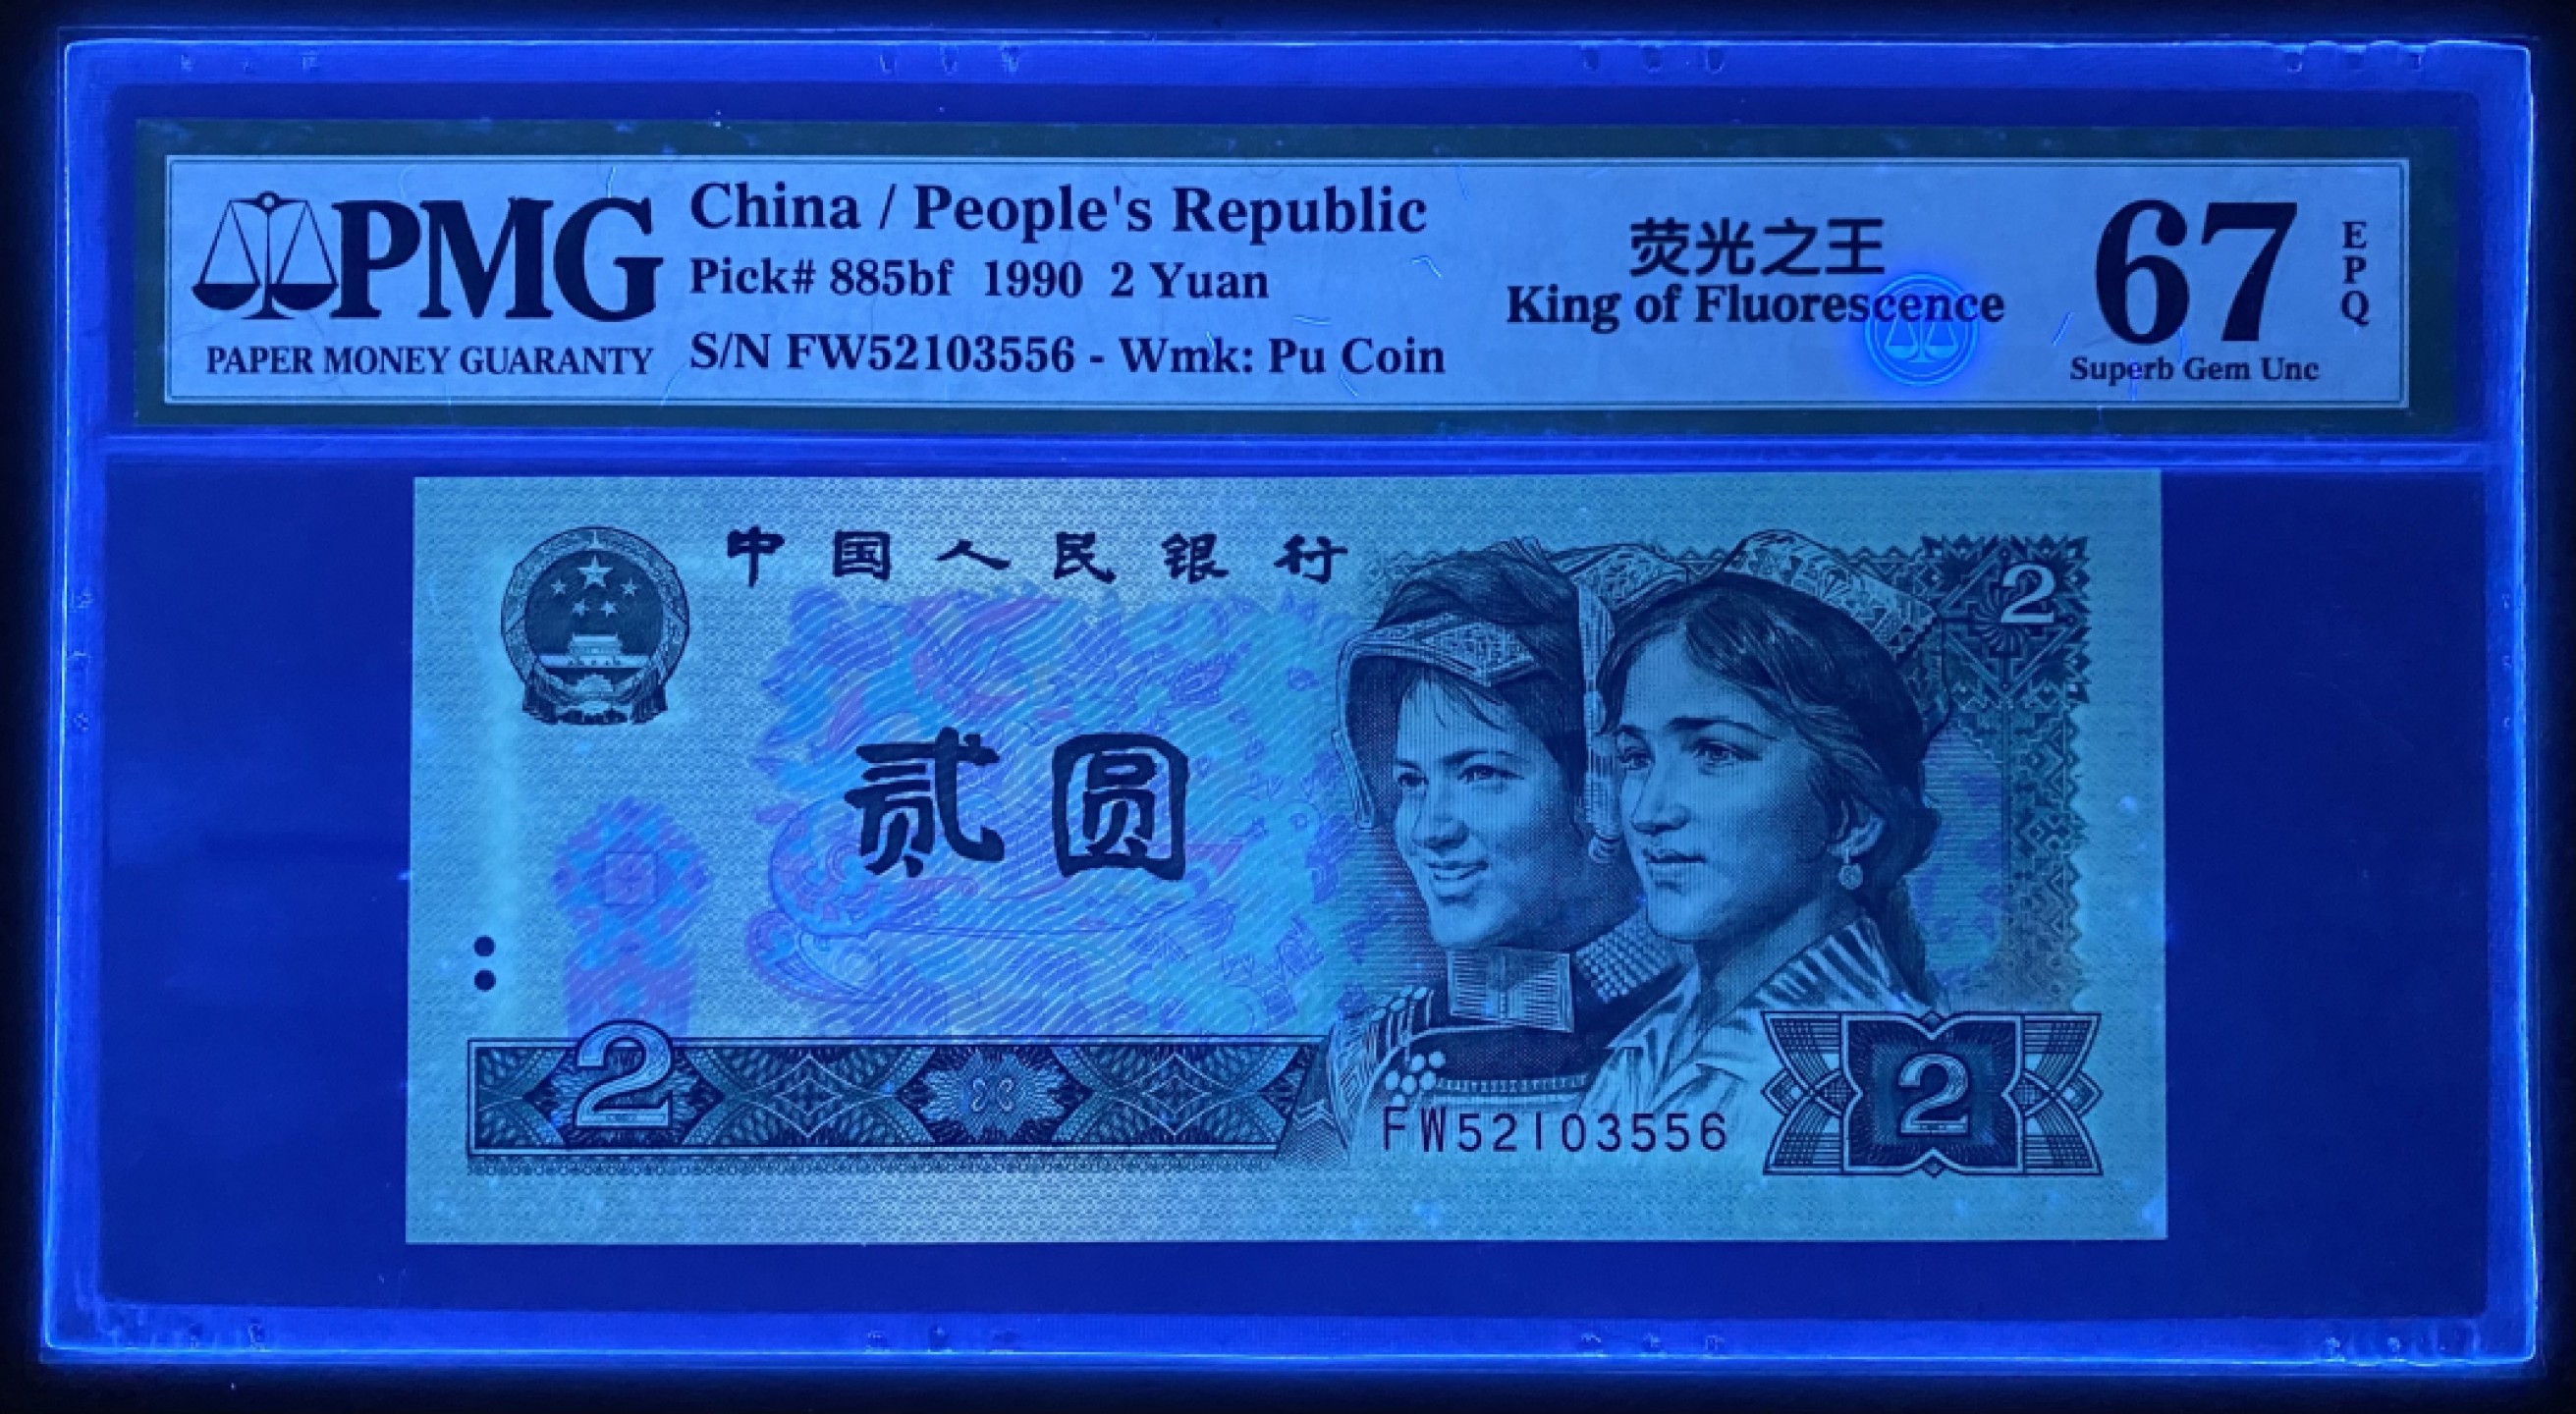 PMG
PAPER MONEY GUARANTY
China / People's Republic
Pick# 885bf 1990 2 Yuan
S/N FW52103556 - Wmk: Pu Coin
荧光之王
King of Fluorescence
67
EPQ
Superb Gem Unc
中国人民银行
2
贰圆
2
FW52103556
2